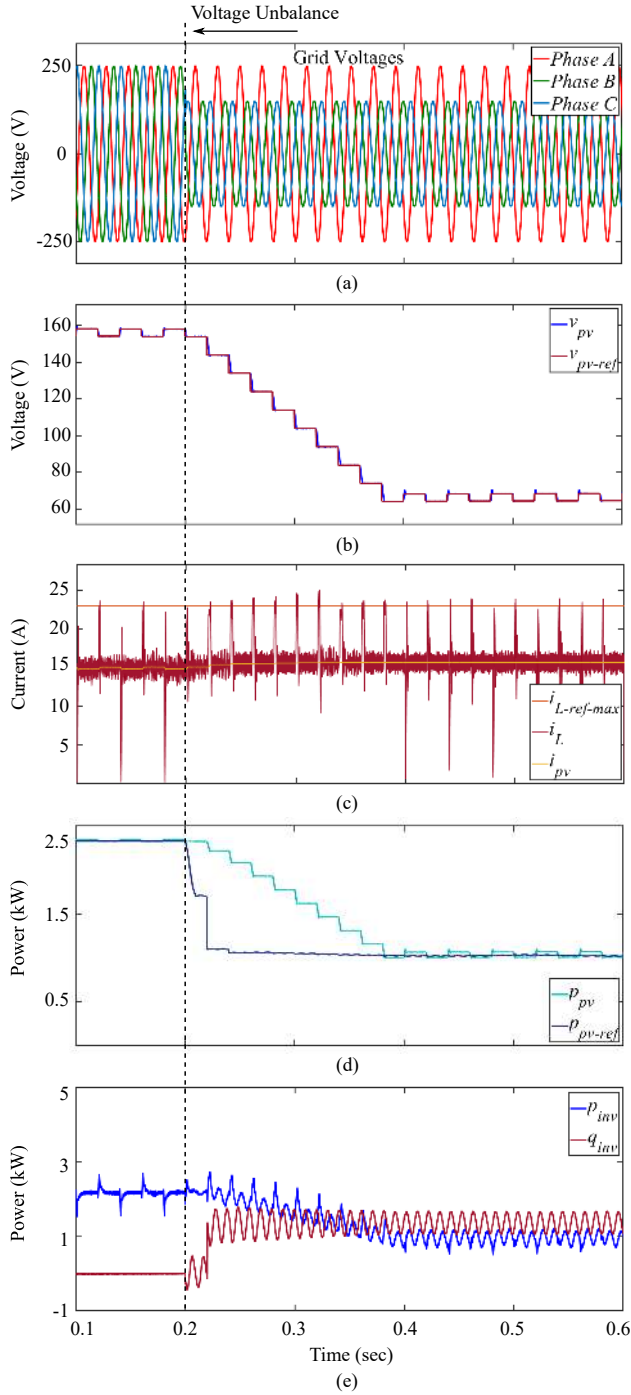 Voltage Unbalance
Grid Voltages
250
0
-250
Voltage (V)
Phase A
Phase B
Phase C
(a)
160
140
120
100
80
60
Voltage (V)
v_pv
v_pv-ref
(b)
25
20
15
10
5
Current (A)
i_L-ref-max
i_L
i_pv
(c)
2.5
1.5
0.5
Power (kW)
p_pv
p_pv-ref
(d)
5
3
1
-1
Power (kW)
p_inv
q_inv
0.1 0.2 0.3 0.4 0.5 0.6
Time (sec)
(e)